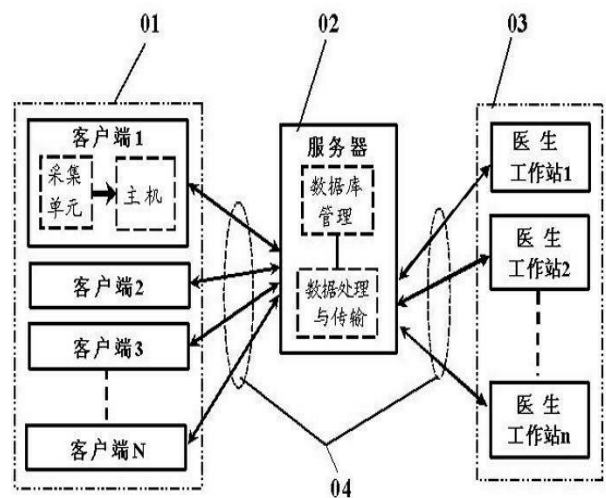 01
02
03
客户端1
采集
单元
主机
客户端2
客户端3
客户端N
服务器
数据库
管理
数据处理
与传输
医 生
工作站1
医 生
工作站2
医 生
工作站n
04